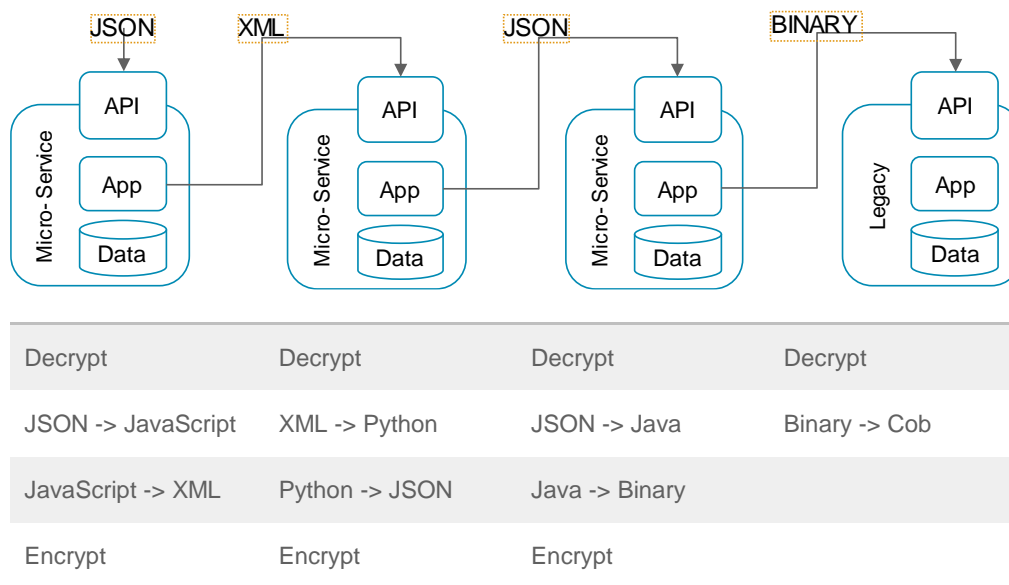 JSON
XML
JSON
BINARY
API
API
API
API
Micro- Service
App
Data
Micro- Service
App
Data
Micro- Service
App
Data
Legacy
App
Data
Decrypt Decrypt Decrypt Decrypt
JSON -> JavaScript XML -> Python JSON -> Java Binary -> Cob
JavaScript -> XML Python -> JSON Java -> Binary
Encrypt Encrypt Encrypt